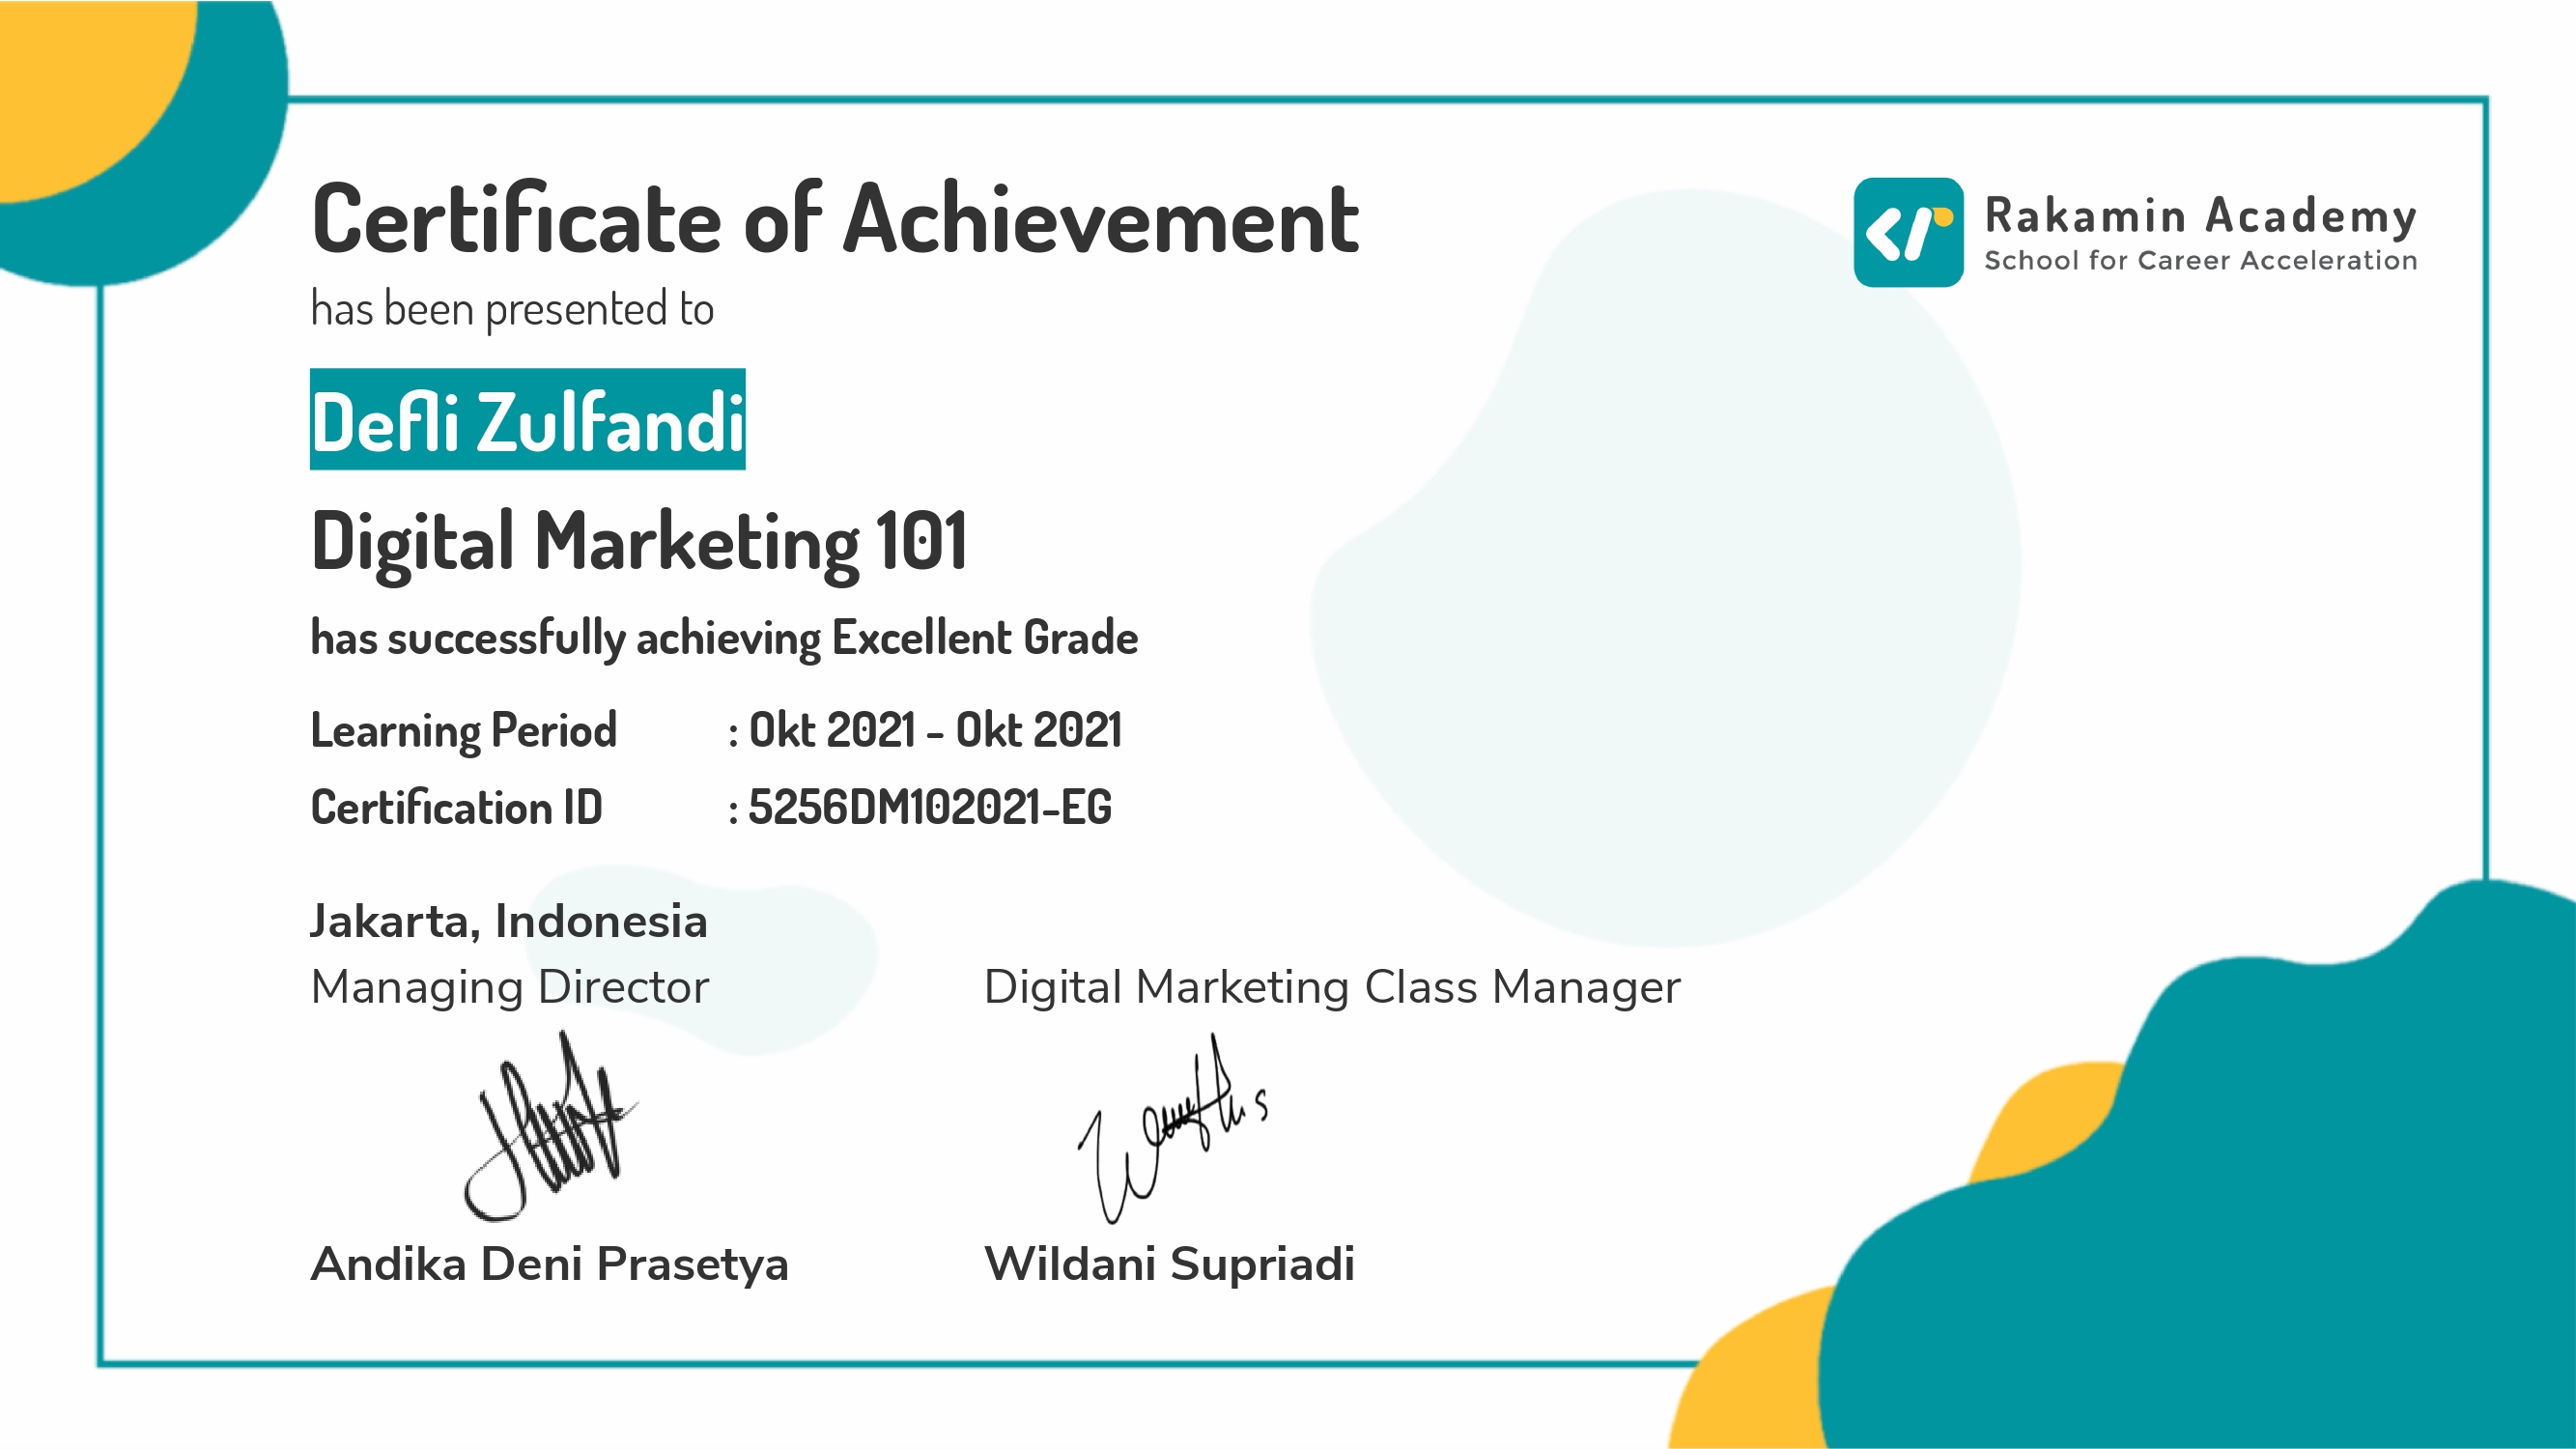 Certificate of Achievement
Rakamin Academy
School for Career Acceleration
has been presented to
Defli Zulfandi
Digital Marketing 101
has successfully achieving Excellent Grade
Learning Period : Okt 2021 - Okt 2021
Certification ID : 5256DM102021-EG
Jakarta, Indonesia
Managing Director
Digital Marketing Class Manager
Andika Deni Prasetya
Wildani Supriadi